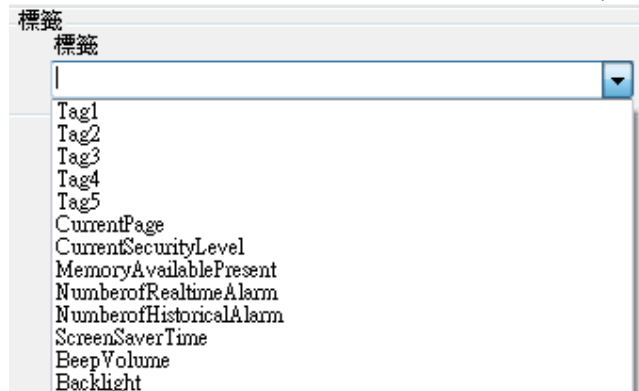 標籤
標籤
Tag1
Tag2
Tag3
Tag4
Tag5
CurrentPage
CurrentSecurityLevel
MemoryAvailablePresent
NumberofRealtimeAlarm
NumberofHistoricalAlarm
ScreenSaverTime
BeepVolume
Backlight